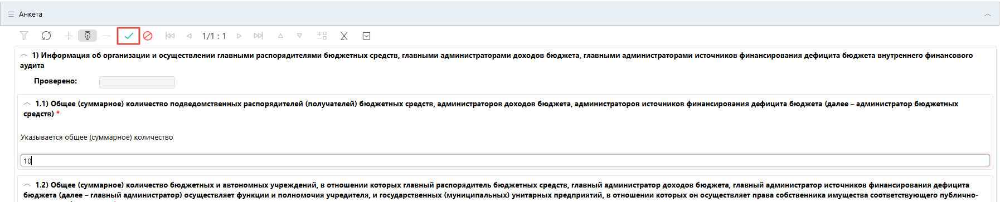 Анкета
1/1 : 1
1) Информация об организации и осуществлении главными распорядителями бюджетных средств, главными администраторами доходов бюджета, главными администраторами источников финансирования дефицита бюджета внутреннего финансового
аудита
Проверено:
1.1) Общее (суммарное) количество подведомственных распорядителей (получателей) бюджетных средств, администраторов доходов бюджета, администраторов источников финансирования дефицита бюджета (далее – администратор бюджетных
средств) *
Указывается общее (суммарное) количество
10
1.2) Общее (суммарное) количество бюджетных и автономных учреждений, в отношении которых главный распорядитель бюджетных средств, главный администратор доходов бюджета, главный администратор источников финансирования дефицита
бюджета (далее – главный администратор) осуществляет функции и полномочия учредителя, и государственных (муниципальных) унитарных предприятий, в отношении которых он осуществляет права собственника имущества соответствующего публично-